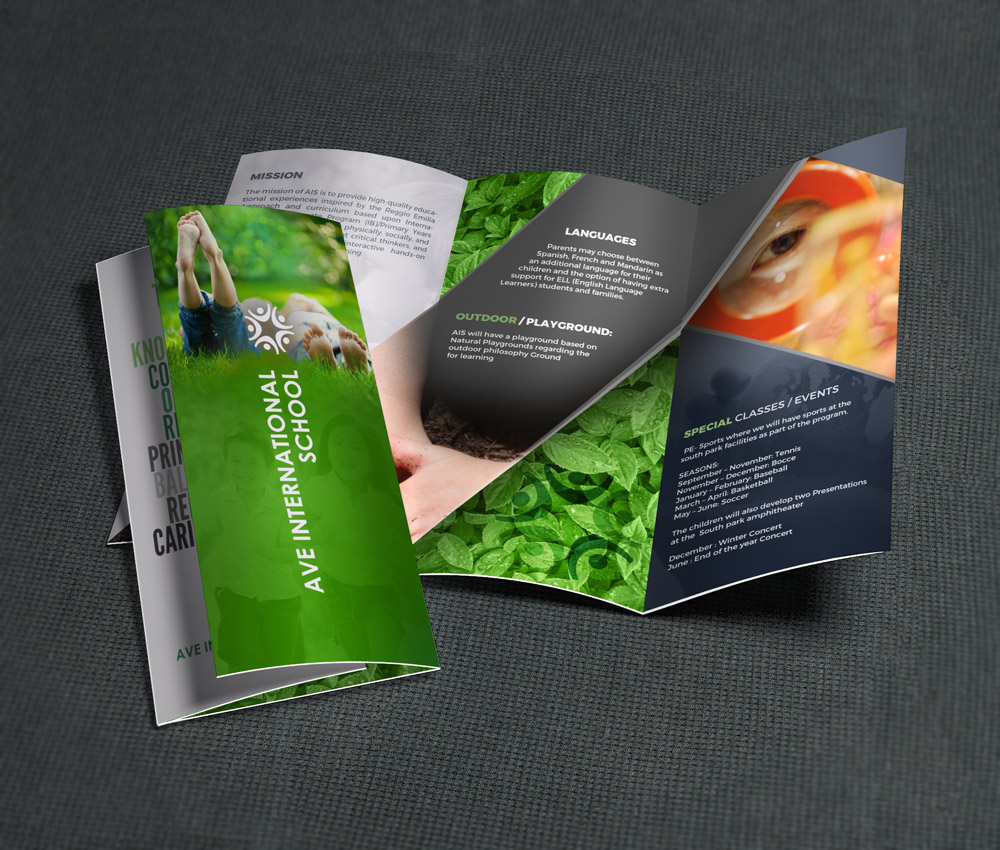 MISSION
The mission of AIS is to provide high-quality educa-
tional experiences inspired by the Reggio Emilia
Approach and curriculum based upon Interna-
Program (IB)/Primary Years
physically, socially, and
critical thinkers, and
interactive hands-on
LANGUAGES
Parents may choose between
Spanish, French and Mandarin as
an additional language for their
children and the option of having extra
support for ELL (English Language
Learners) students and families.
OUTDOOR / PLAYGROUND:
AIS will have a playground based on
Natural Playgrounds regarding the
outdoor philosophy Ground
for learning
SPECIAL CLASSES / EVENTS
PE- Sports where we will have sports at the
south park facilities as part of the program.
SEASONS:
September - November: Tennis
November - December: Bocce
January - February: Baseball
March - April: Basketball
May - June: Soccer
The children will also develop two Presentations
at the South park amphitheater
December : Winter Concert
June : End of the year Concert
AVE INTERNATIONAL
SCHOOL
KNO
CO
RE
CARI
AVE IN